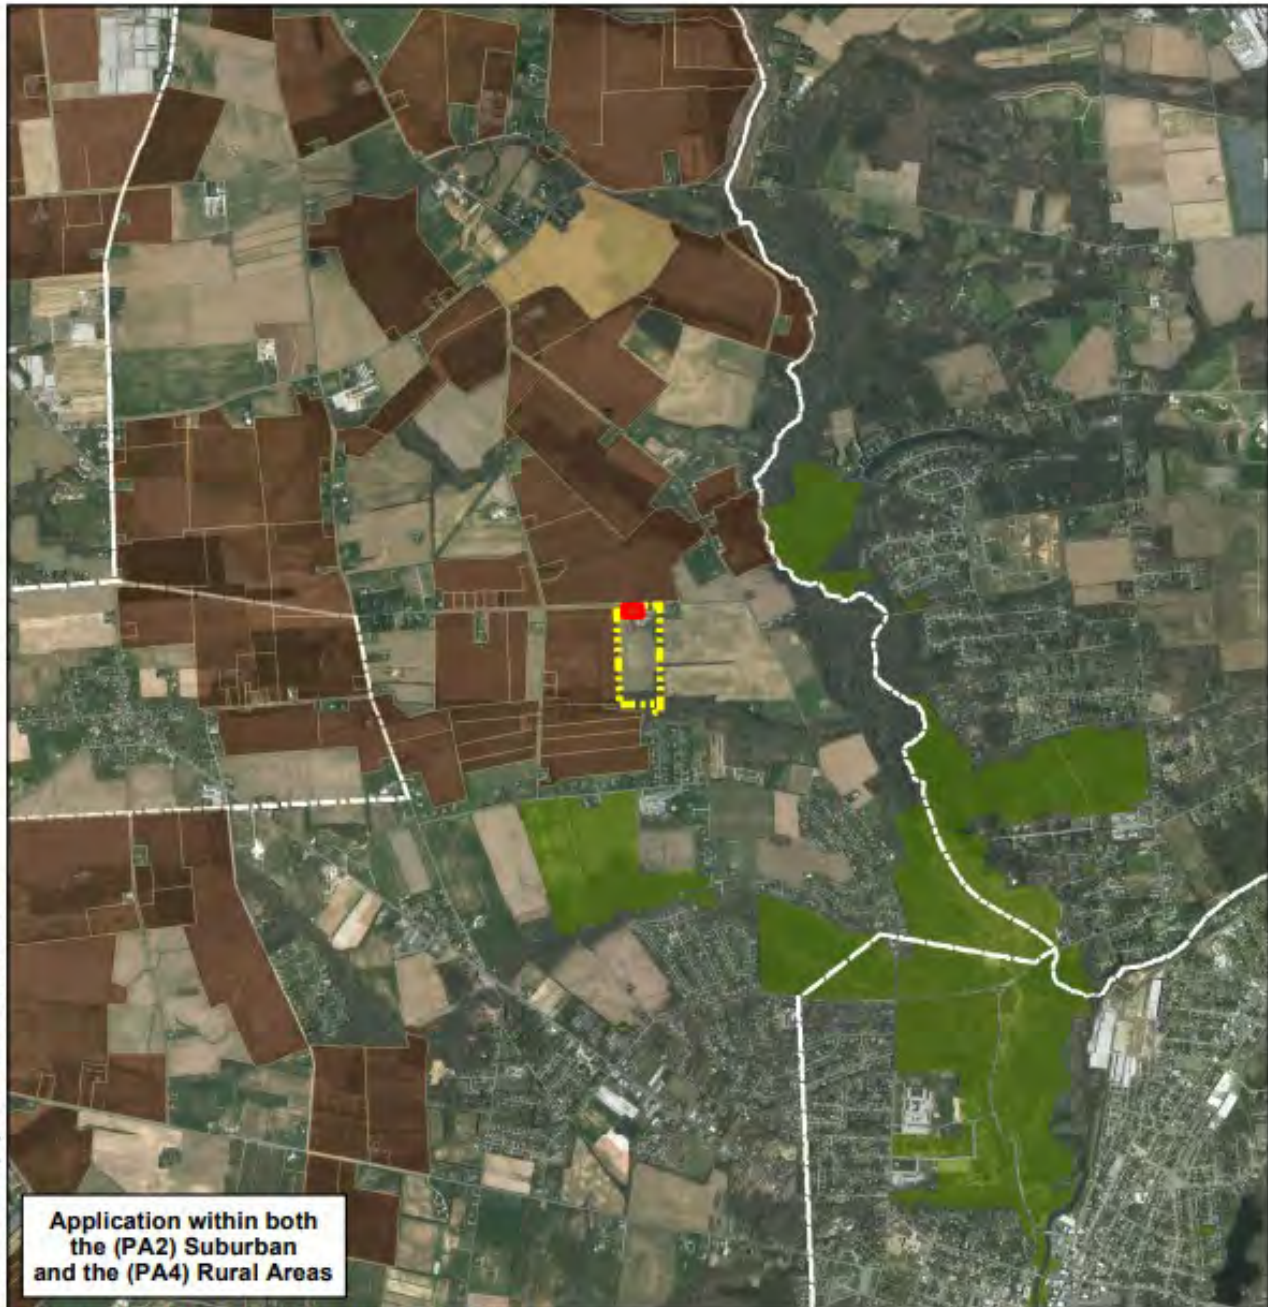 Application within both
the (PA2) Suburban
and the (PA4) Rural Areas